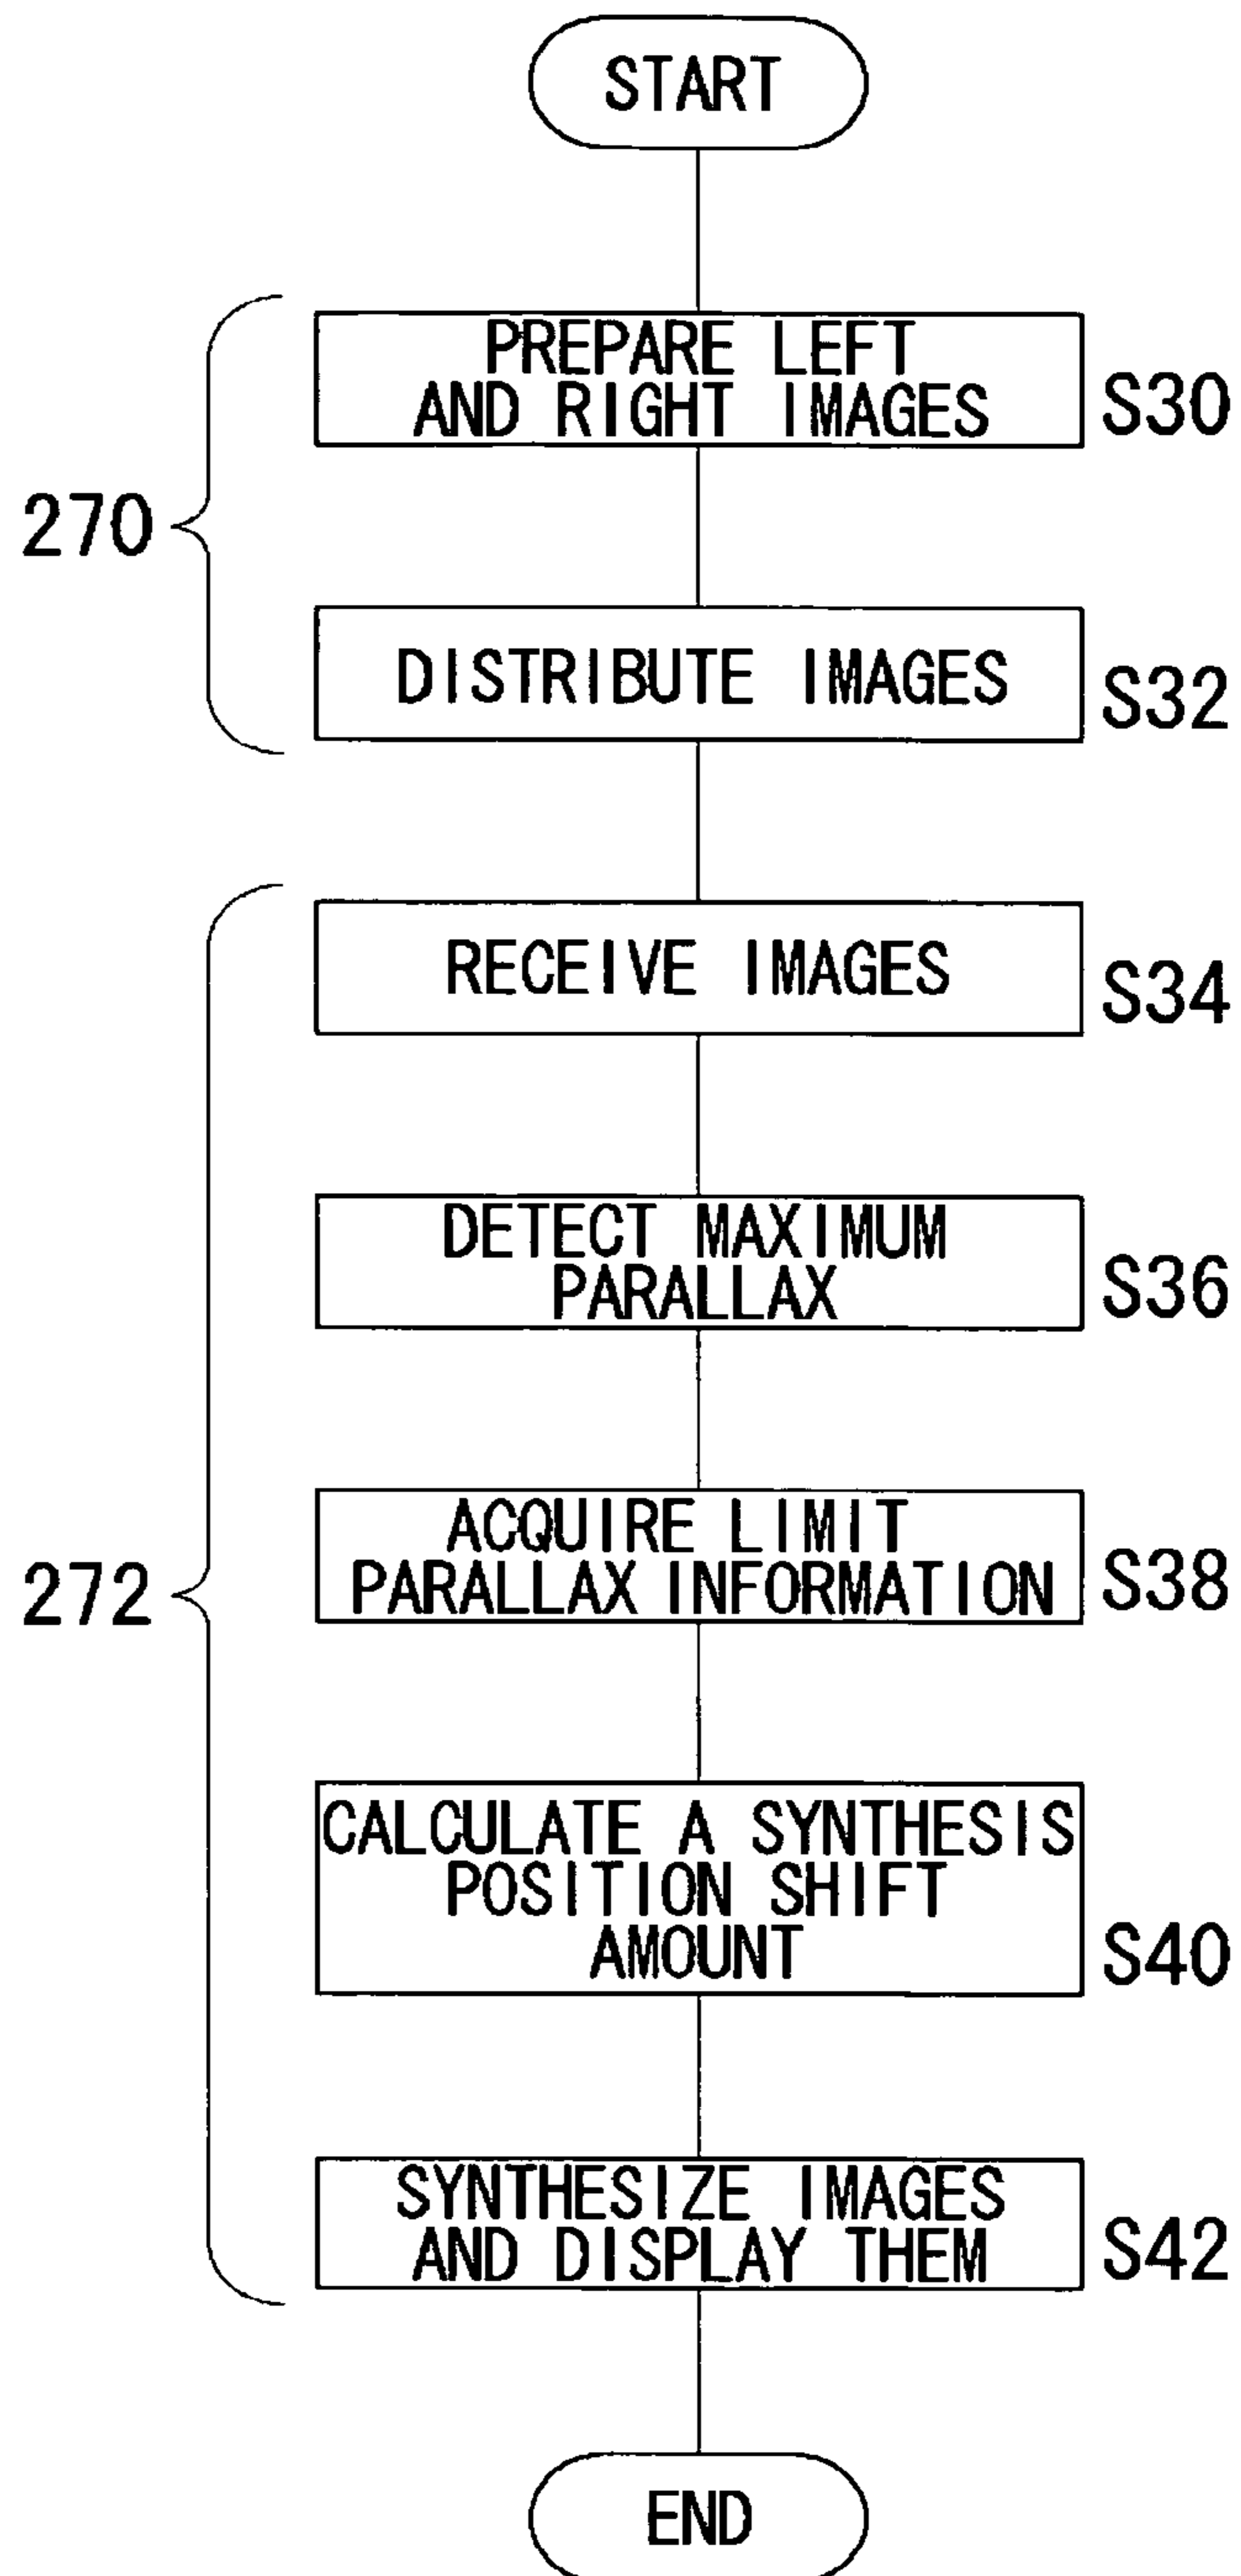 START
PREPARE LEFT
AND RIGHT IMAGES
S30
270
DISTRIBUTE IMAGES
S32
RECEIVE IMAGES
S34
DETECT MAXIMUM
PARALLAX
S36
ACQUIRE LIMIT
PARALLAX INFORMATION
S38
272
CALCULATE A SYNTHESIS
POSITION SHIFT
AMOUNT
S40
SYNTHESIZE IMAGES
AND DISPLAY THEM
S42
END